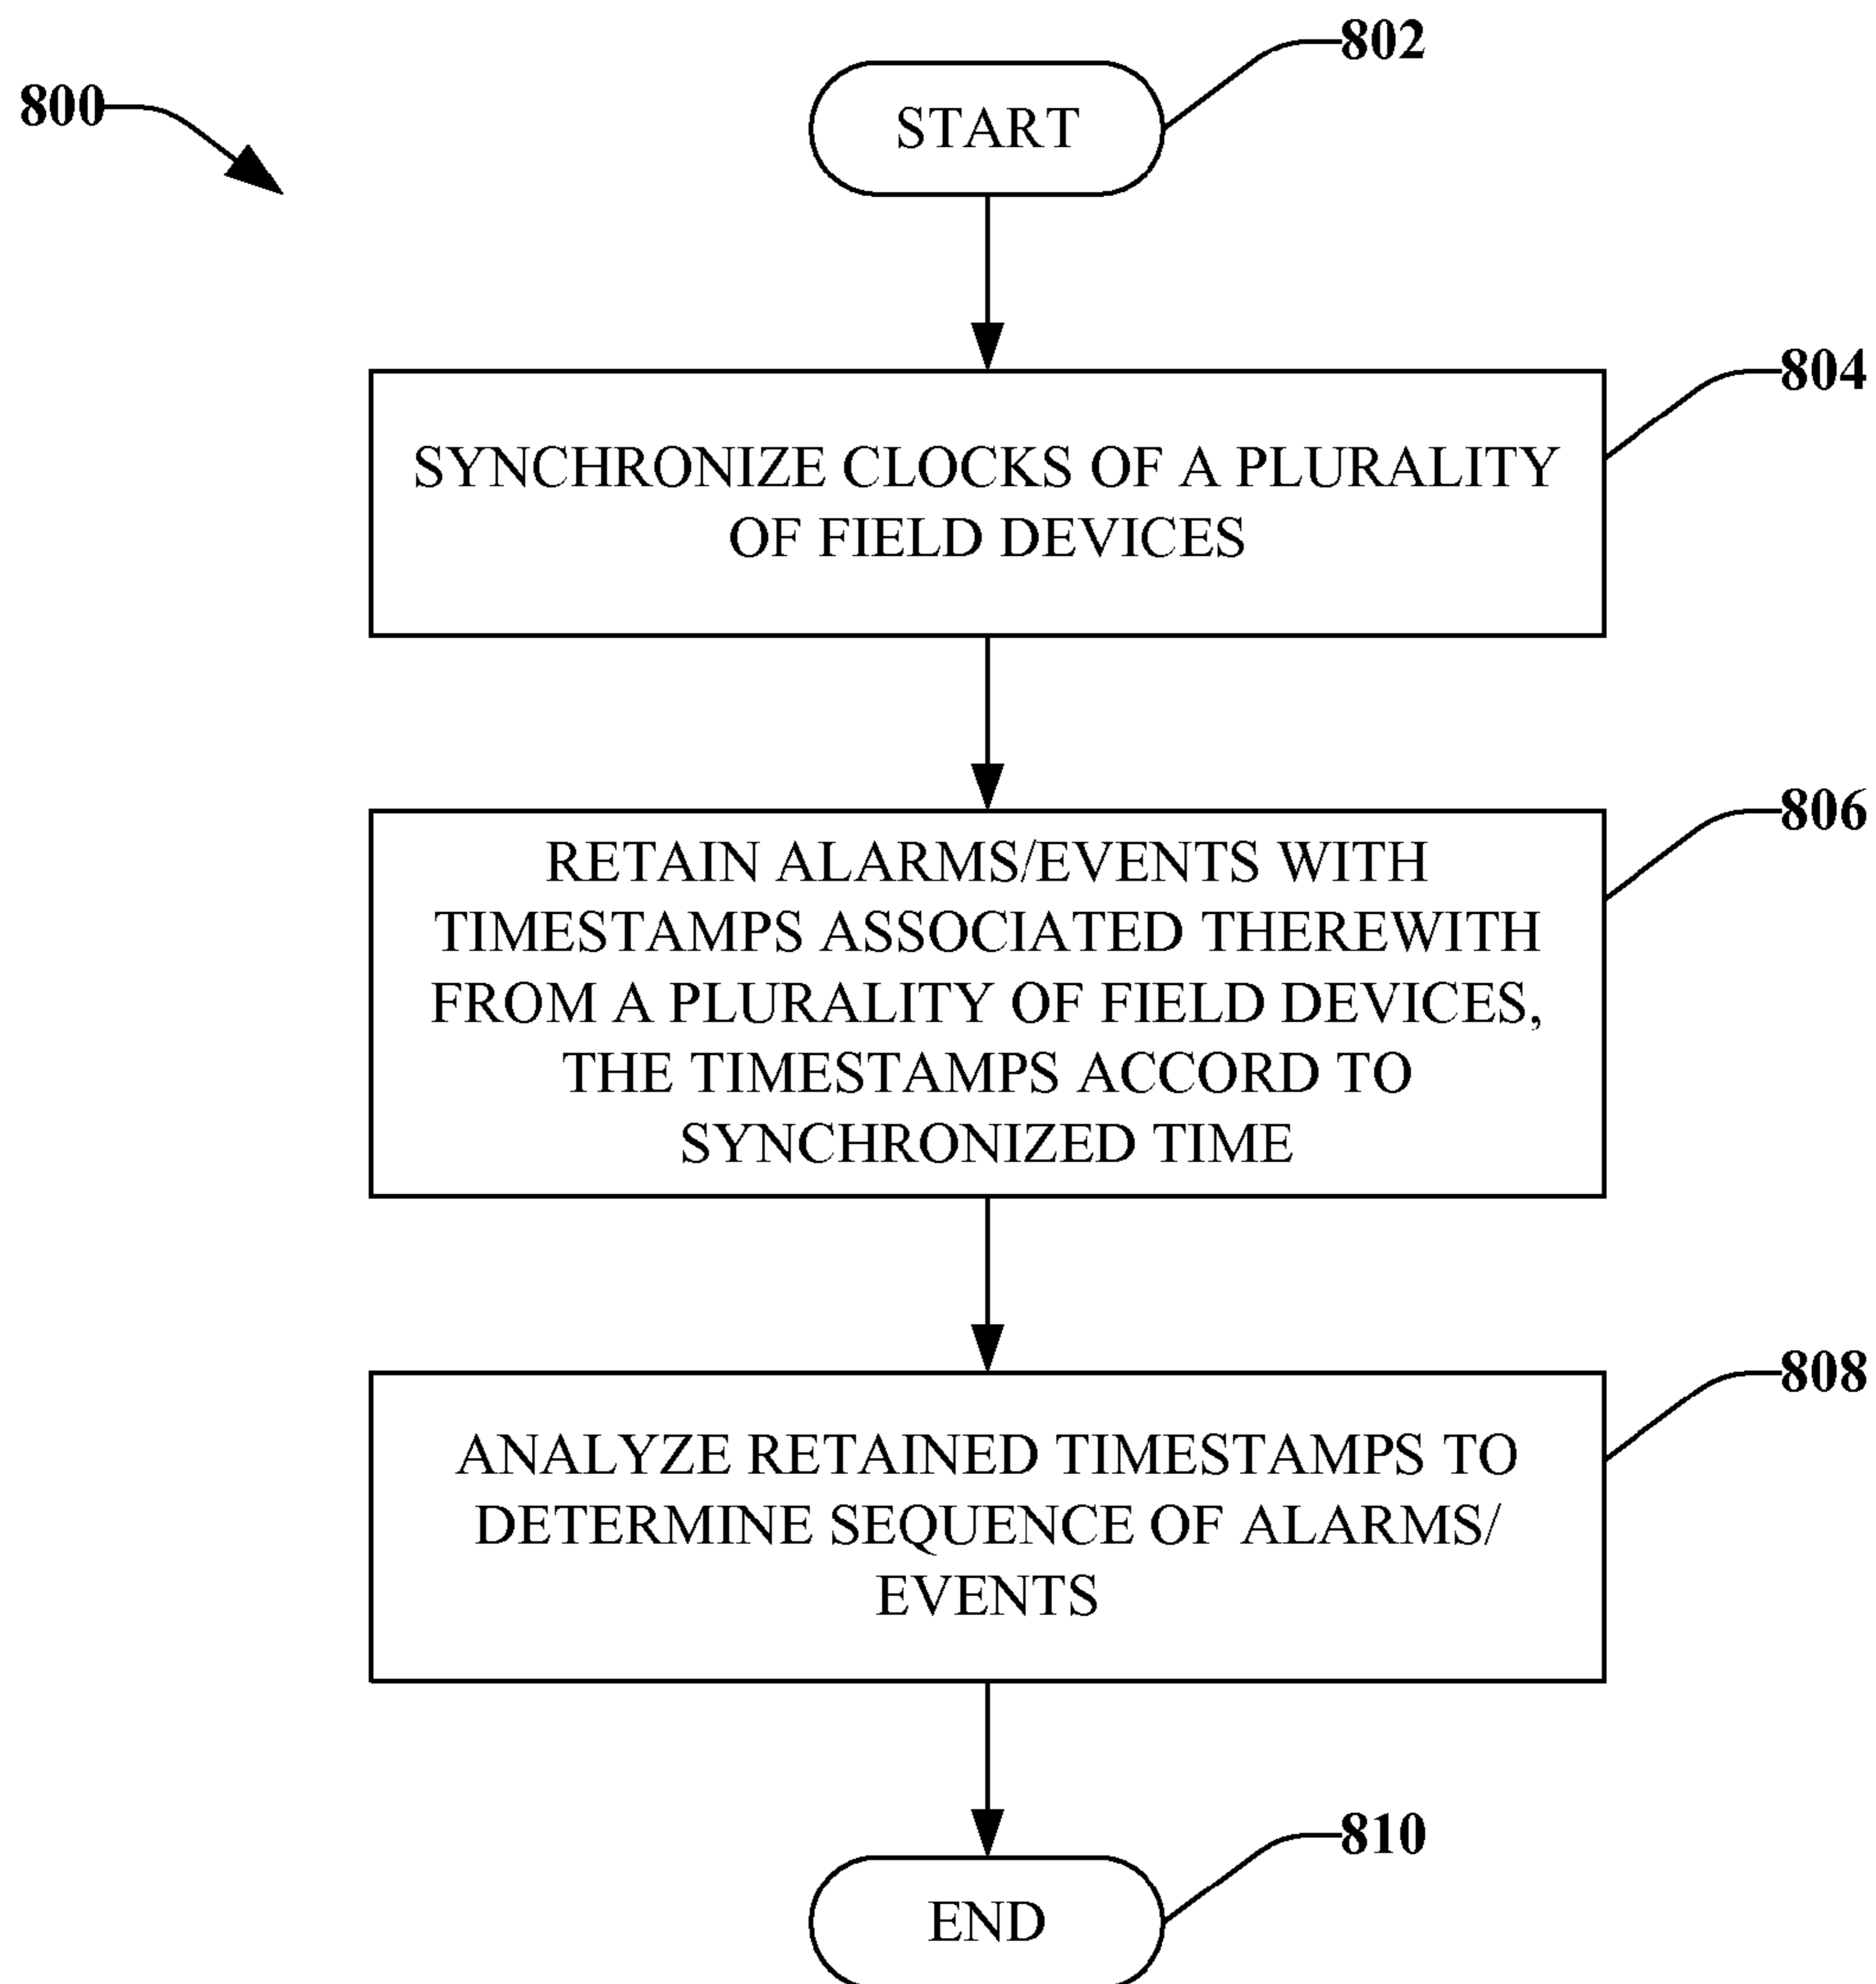 802
800
START
804
SYNCHRONIZE CLOCKS OF A PLURALITY
OF FIELD DEVICES
806
RETAIN ALARMS/EVENTS WITH
TIMESTAMPS ASSOCIATED THEREWITH
FROM A PLURALITY OF FIELD DEVICES,
THE TIMESTAMPS ACCORD TO
SYNCHRONIZED TIME
808
ANALYZE RETAINED TIMESTAMPS TO
DETERMINE SEQUENCE OF ALARMS/
EVENTS
810
END